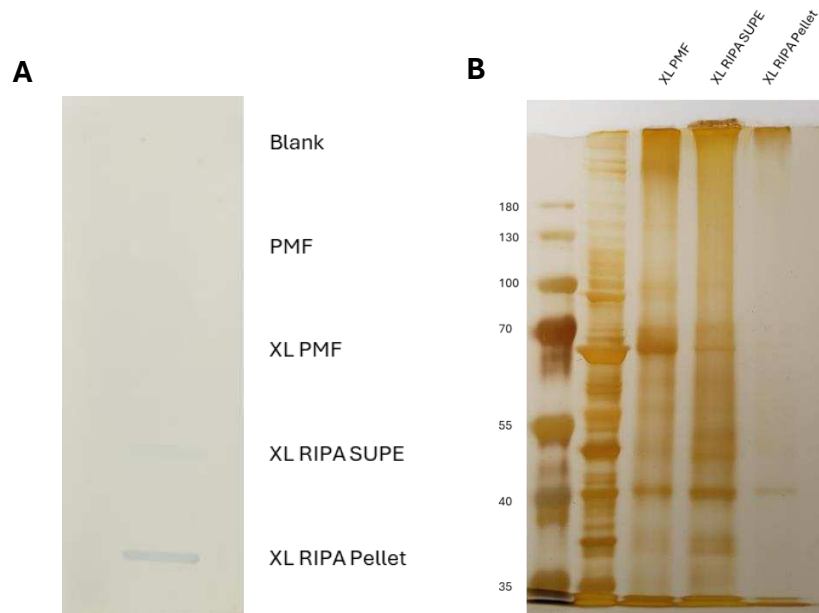 A
Blank
PMF
XL PMF
XL RIPA SUPE
XL RIPA Pellet
B
XL PMF
XL RIPA SUPE
XL RIPA Pellet
180
130
100
70
55
40
35